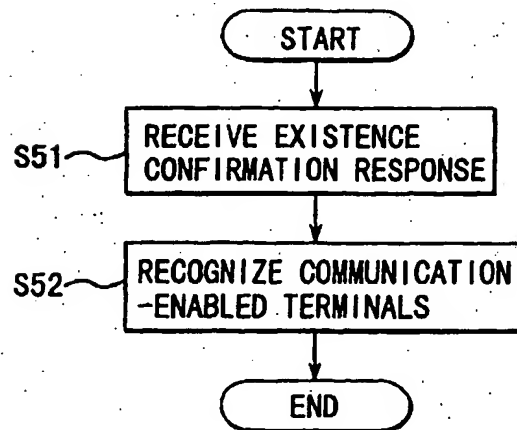 START
S51
RECEIVE EXISTENCE
CONFIRMATION RESPONSE
S52
RECOGNIZE COMMUNICATION
-ENABLED TERMINALS
END